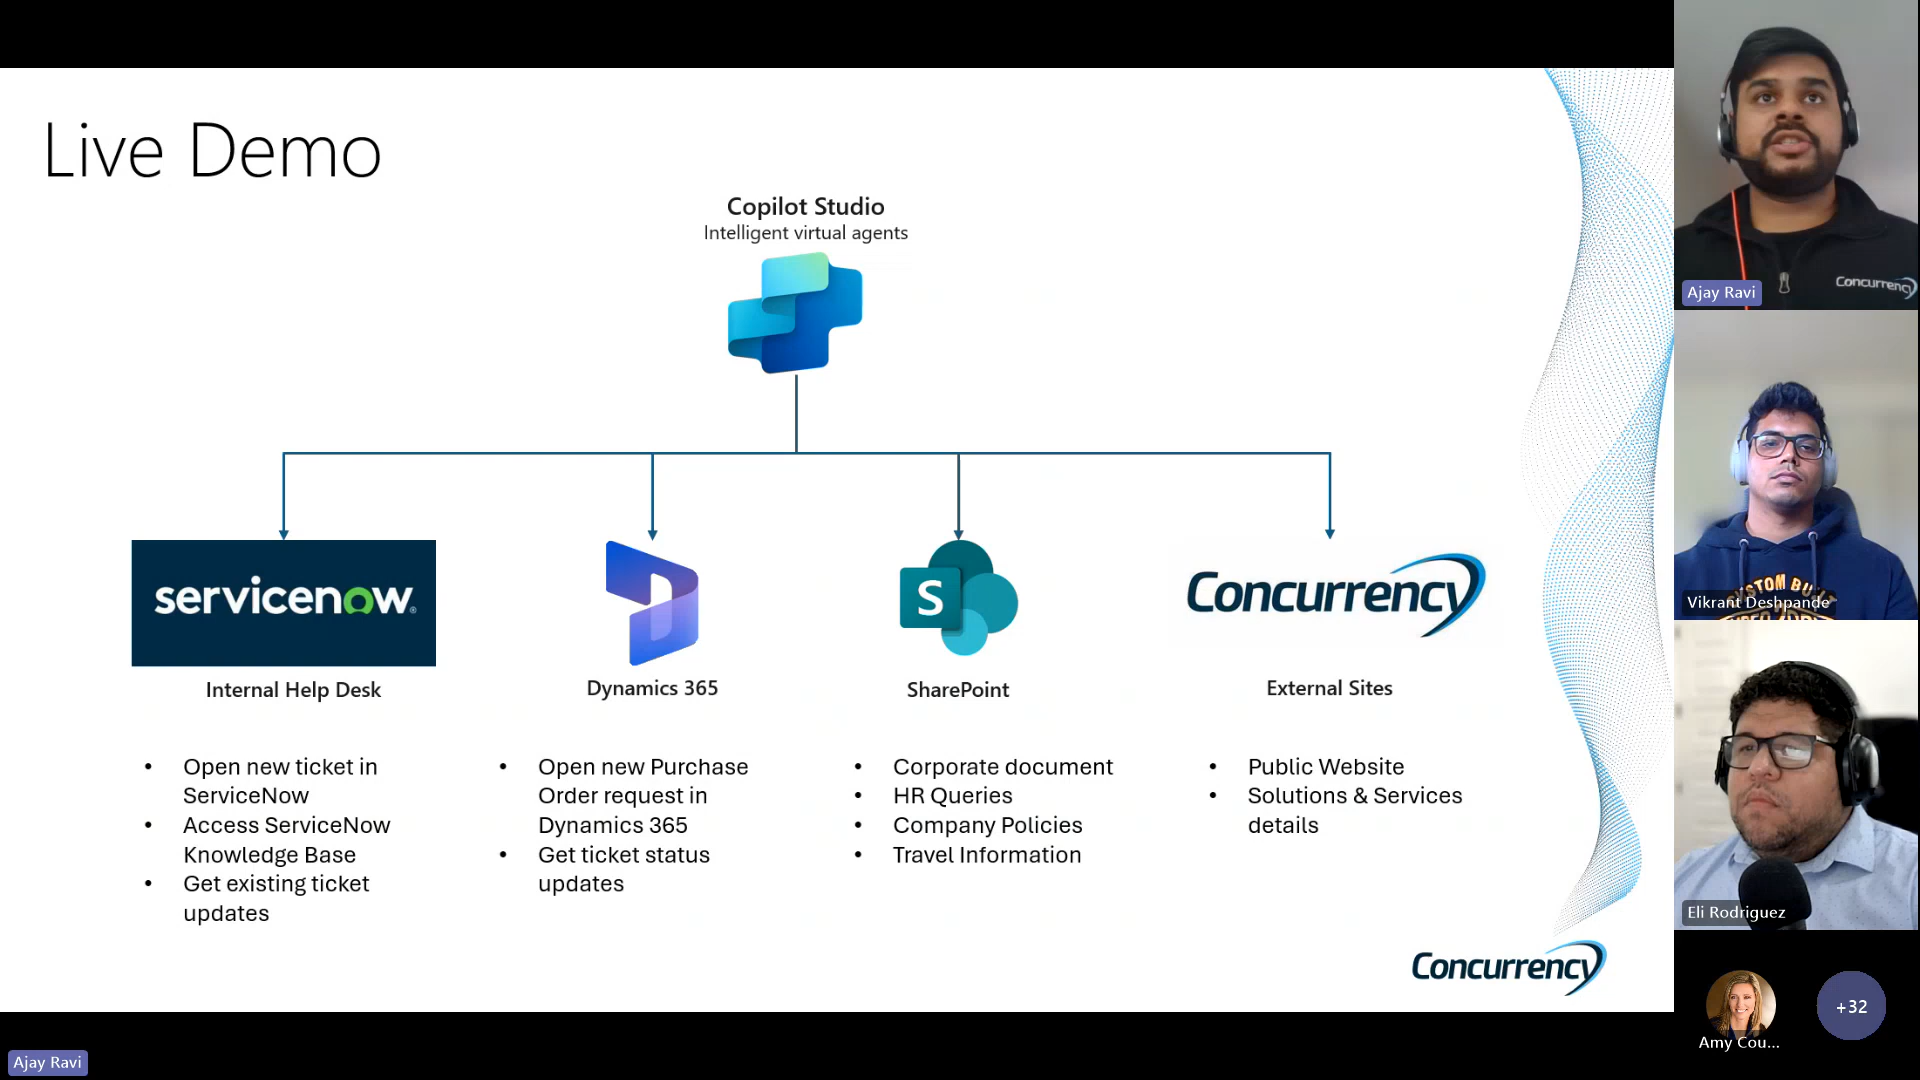 Live Demo
Copilot Studio
Intelligent virtual agents
servicenow®
Internal Help Desk
• Open new ticket in
ServiceNow
• Access ServiceNow
Knowledge Base
• Get existing ticket
updates
Dynamics 365
• Open new Purchase
Order request in
Dynamics 365
• Get ticket status
updates
S
SharePoint
• Corporate document
• HR Queries
• Company Policies
• Travel Information
Concurrency
External Sites
• Public Website
• Solutions & Services
details
Concurrency
Ajay Ravi
Concurrency
Ajay Ravi
Vikrant Deshpande
Eli Rodriguez
Amy Cou...
+32